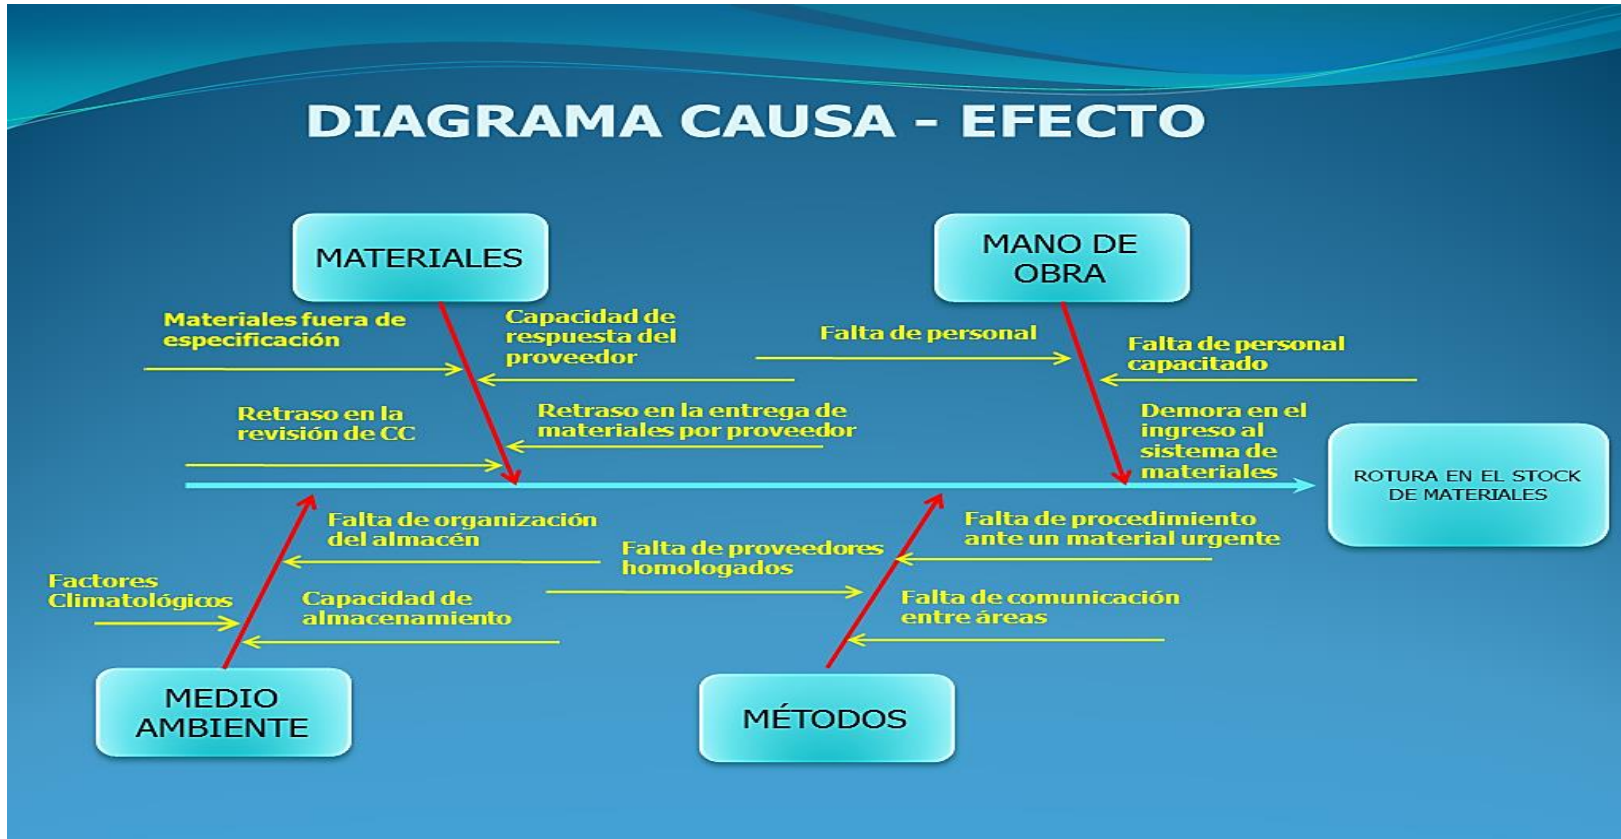 DIAGRAMA CAUSA - EFECTO
MATERIALES
MANO DE
OBRA
Materiales fuera de
especificación
Capacidad de
respuesta del
proveedor
Falta de personal
Falta de personal
capacitado
Retraso en la
revisión de CC
Retraso en la entrega de
materiales por proveedor
Demora en el
ingreso al
sistema de
materiales
ROTURA EN EL STOCK
DE MATERIALES
Falta de organización
del almacén
Falta de proveedores
homologados
Falta de procedimiento
ante un material urgente
Factores
Climatológicos
Capacidad de
almacenamiento
Falta de comunicación
entre áreas
MEDIO
AMBIENTE
MÉTODOS